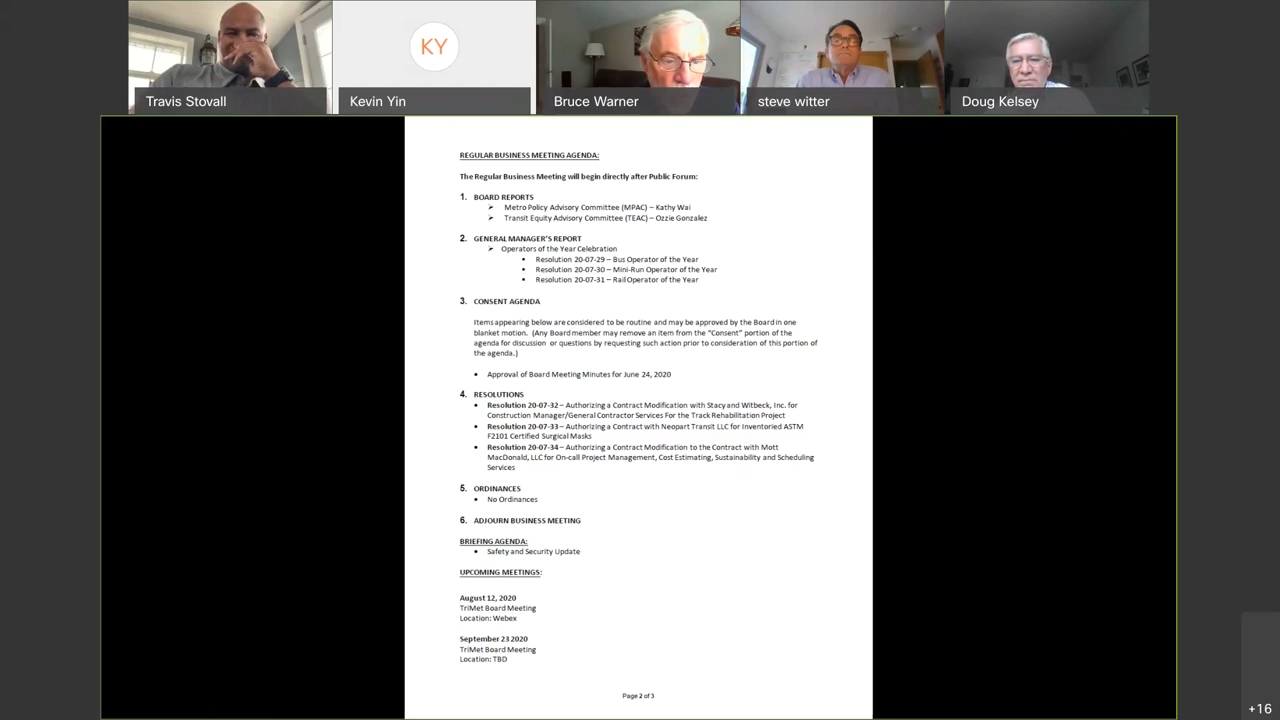 KY
Travis Stovall
Kevin Yin
Bruce Warner
steve witter
Doug Kelsey
REGULAR BUSINESS MEETING AGENDA:
The Regular Business Meeting will begin directly after Public Forum:
1. BOARD REPORTS
➢ Metro Policy Advisory Committee (MPAC) – Kathy Wai
➢ Transit Equity Advisory Committee (TEAC) – Ozzie Gonzalez
2. GENERAL MANAGER'S REPORT
➢ Operators of the Year Celebration
• Resolution 20-07-29 – Bus Operator of the Year
• Resolution 20-07-30 – Mini-Run Operator of the Year
• Resolution 20-07-31 – Rail Operator of the Year
3. CONSENT AGENDA
Items appearing below are considered to be routine and may be approved by the Board in one
blanket motion. (Any Board member may remove an item from the "Consent" portion of the
agenda for discussion or questions by requesting such action prior to consideration of this portion of
the agenda.)
• Approval of Board Meeting Minutes for June 24, 2020
4. RESOLUTIONS
• Resolution 20-07-32 – Authorizing a Contract Modification with Stacy and Witbeck, Inc. for
Construction Manager/General Contractor Services For the Track Rehabilitation Project
• Resolution 20-07-33 – Authorizing a Contract with Neopart Transit LLC for Inventoried ASTM
F2101 Certified Surgical Masks
• Resolution 20-07-34 – Authorizing a Contract Modification to the Contract with Mott
MacDonald, LLC for On-call Project Management, Cost Estimating, Sustainability and Scheduling
Services
5. ORDINANCES
• No Ordinances
6. ADJOURN BUSINESS MEETING
BRIEFING AGENDA:
• Safety and Security Update
UPCOMING MEETINGS:
August 12, 2020
TriMet Board Meeting
Location: Webex
September 23 2020
TriMet Board Meeting
Location: TBD
Page 2 of 3
+16